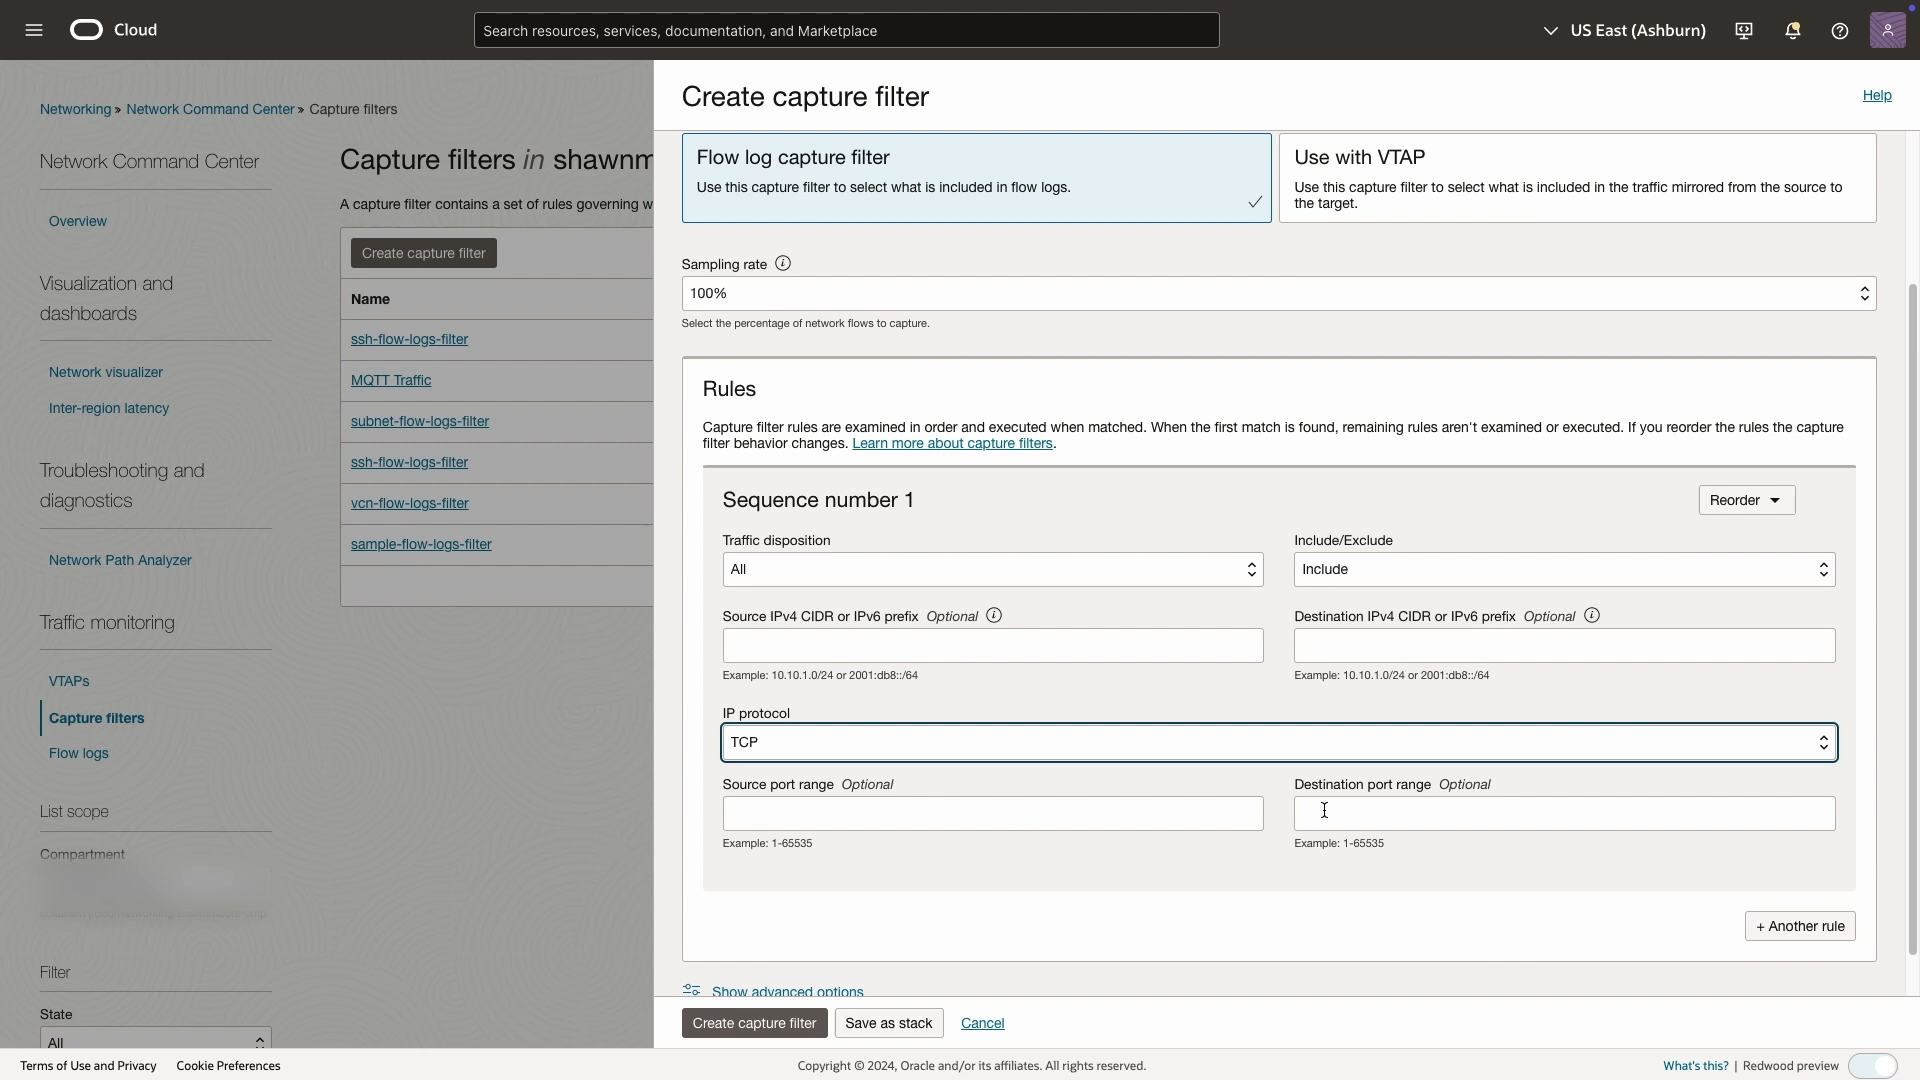 Cloud
Search resources, services, documentation, and Marketplace
US East (Ashburn)
Networking » Network Command Center » Capture filters
Network Command Center
Overview
Visualization and
dashboards
Network visualizer
Inter-region latency
Troubleshooting and
diagnostics
Network Path Analyzer
Traffic monitoring
VTAPs
Capture filters
Flow logs
List scope
Compartment
Filter
State
All
Capture filters in shawnm
A capture filter contains a set of rules governing w
Create capture filter
Name
ssh-flow-logs-filter
MQTT Traffic
subnet-flow-logs-filter
ssh-flow-logs-filter
vcn-flow-logs-filter
sample-flow-logs-filter
Create capture filter
Help
Flow log capture filter
Use this capture filter to select what is included in flow logs.
Use with VTAP
Use this capture filter to select what is included in the traffic mirrored from the source to
the target.
Sampling rate
100%
Select the percentage of network flows to capture.
Rules
Capture filter rules are examined in order and executed when matched. When the first match is found, remaining rules aren't examined or executed. If you reorder the rules the capture
filter behavior changes. Learn more about capture filters.
Sequence number 1
Reorder
Traffic disposition
All
Include/Exclude
Include
Source IPv4 CIDR or IPv6 prefix Optional
Example: 10.10.1.0/24 or 2001:db8::/64
Destination IPv4 CIDR or IPv6 prefix Optional
Example: 10.10.1.0/24 or 2001:db8::/64
IP protocol
TCP
Source port range Optional
Example: 1-65535
Destination port range Optional
Example: 1-65535
+ Another rule
Show advanced options
Create capture filter
Save as stack
Cancel
Terms of Use and Privacy
Cookie Preferences
Copyright © 2024, Oracle and/or its affiliates. All rights reserved.
What's this? | Redwood preview